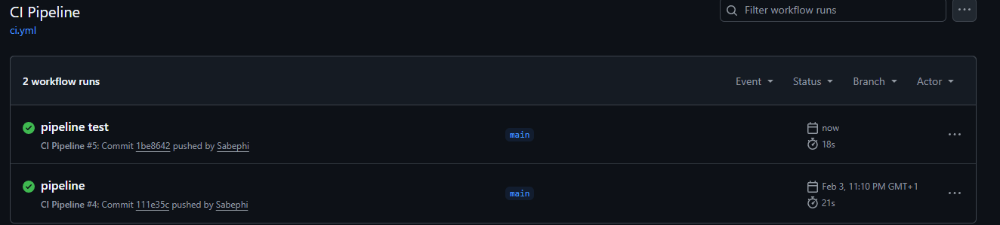 CI Pipeline
Filter workflow runs
ci.yml
2 workflow runs
Event
Status
Branch
Actor
pipeline test
CI Pipeline #5: Commit 1be8642 pushed by Sabephi
main
now
18s
pipeline
CI Pipeline #4: Commit 111e35c pushed by Sabephi
main
Feb 3, 11:10 PM GMT+1
21s